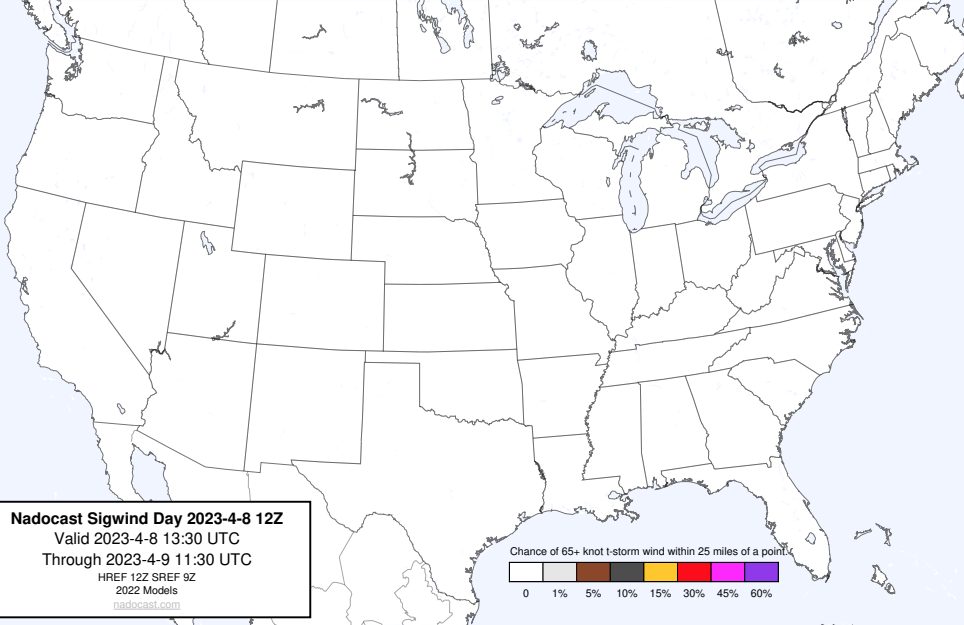 Nadocast Sigwind Day 2023-4-8 12Z
Valid 2023-4-8 13:30 UTC
Through 2023-4-9 11:30 UTC
HREF 12Z SREF 9Z
2022 Models
nadocast.com
Chance of 65+ knot t-storm wind within 25 miles of a point.
0 1% 5% 10% 15% 30% 45% 60%